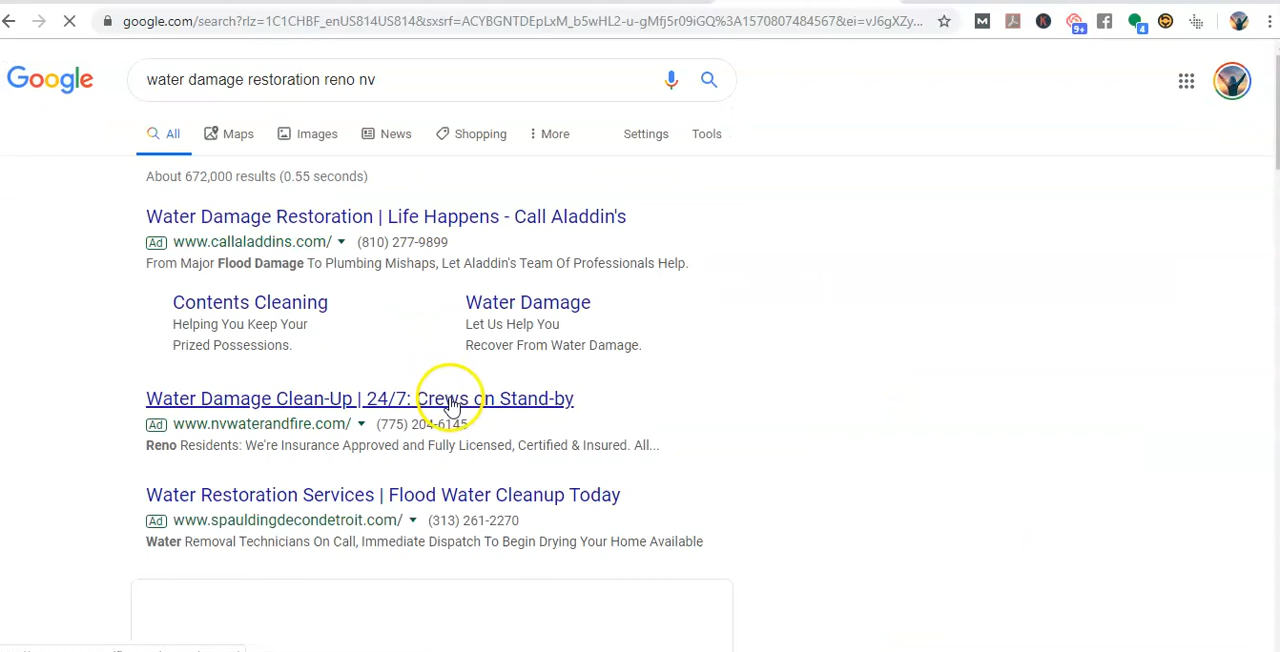 google.com/search?rlz=1C1CHBF_enUS814US814&sxsrf=ACYBGNTDEpLxM_b5wHL2-u-gMfj5r09iGQ%3A1570807484567&ei=vJ6gXZy...
M
K
9+
4
Google
water damage restoration reno nv
All Maps Images News Shopping More Settings Tools
About 672,000 results (0.55 seconds)
Water Damage Restoration | Life Happens - Call Aladdin's
Ad www.callaladdins.com/ (810) 277-9899
From Major Flood Damage To Plumbing Mishaps, Let Aladdin's Team Of Professionals Help.
Contents Cleaning
Helping You Keep Your
Prized Possessions.
Water Damage
Let Us Help You
Recover From Water Damage.
Water Damage Clean-Up | 24/7: Crews on Stand-by
Ad www.nvwaterandfire.com/ (775) 204-6145
Reno Residents: We're Insurance Approved and Fully Licensed, Certified & Insured. All...
Water Restoration Services | Flood Water Cleanup Today
Ad www.spauldingdecondetroit.com/ (313) 261-2270
Water Removal Technicians On Call, Immediate Dispatch To Begin Drying Your Home Available